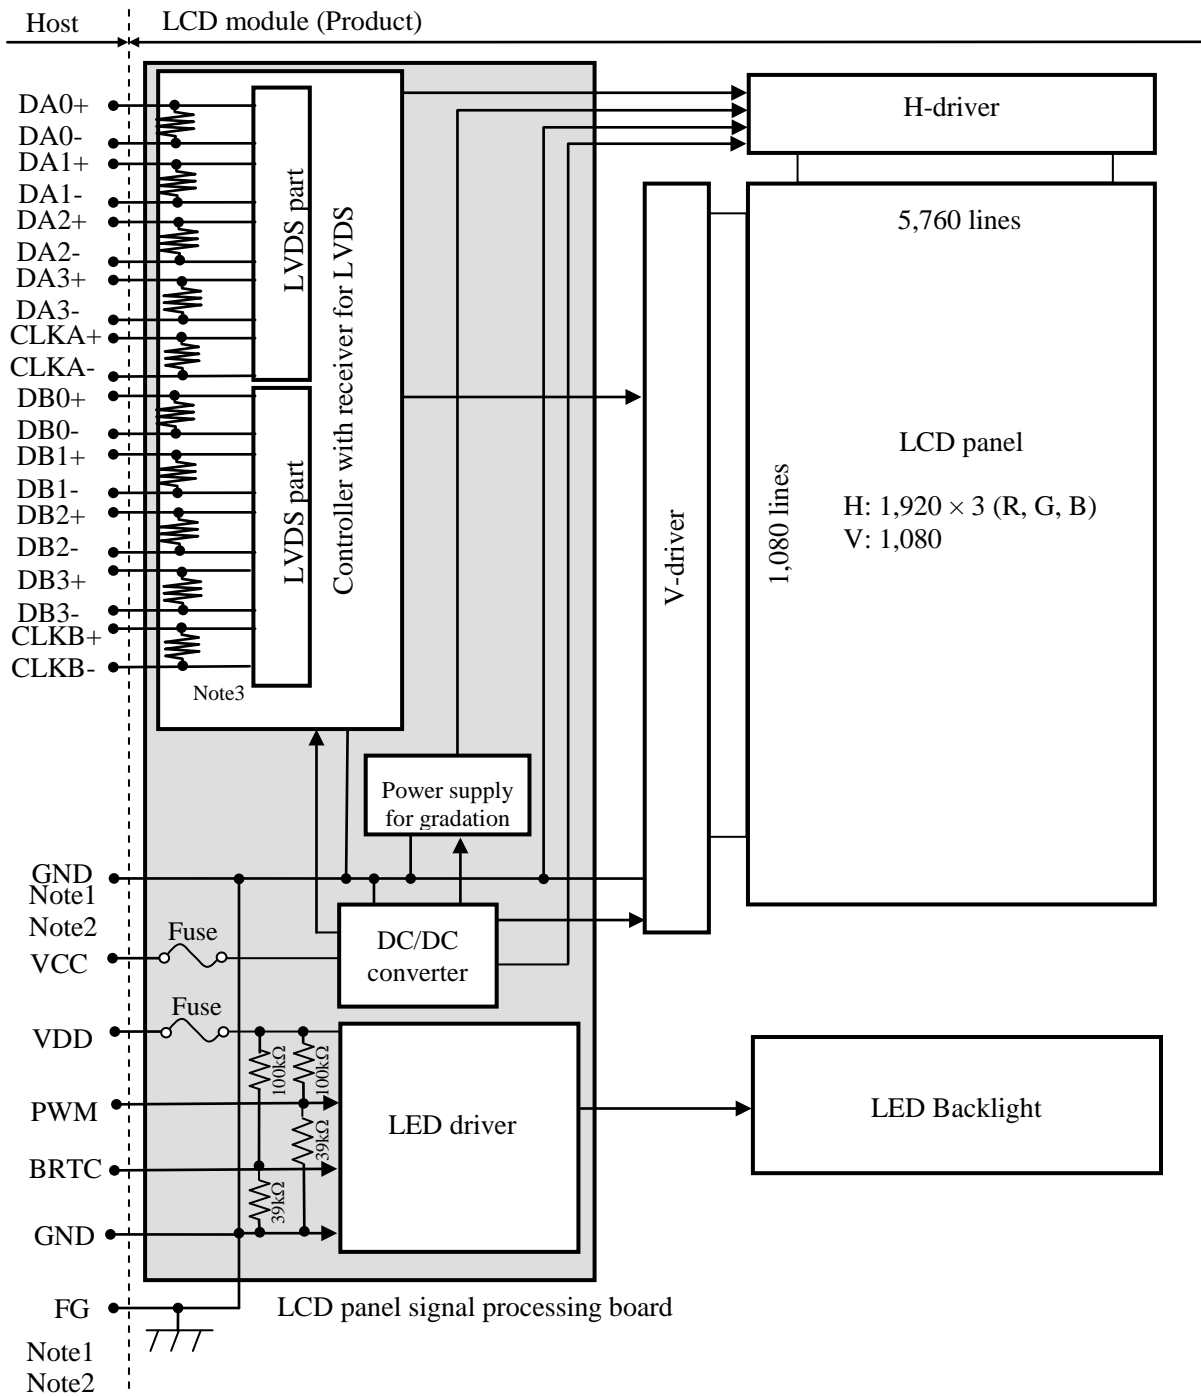 Host
LCD module (Product)
DA0+
DA0-
DA1+
DA1-
DA2+
DA2-
DA3+
DA3-
CLKA+
CLKA-
DB0+
DB0-
DB1+
DB1-
DB2+
DB2-
DB3+
DB3-
CLKB+
CLKB-
LVDS part
LVDS part
Controller with receiver for LVDS
Note3
H-driver
5,760 lines
LCD panel
H: 1,920 × 3 (R, G, B)
V: 1,080
1,080 lines
V-driver
Power supply
for gradation
GND
Note1
Note2
VCC
Fuse
DC/DC
converter
VDD
Fuse
100kΩ
100kΩ
PWM
39kΩ
BRTC
39kΩ
GND
LED driver
LED Backlight
FG
LCD panel signal processing board
Note1
Note2